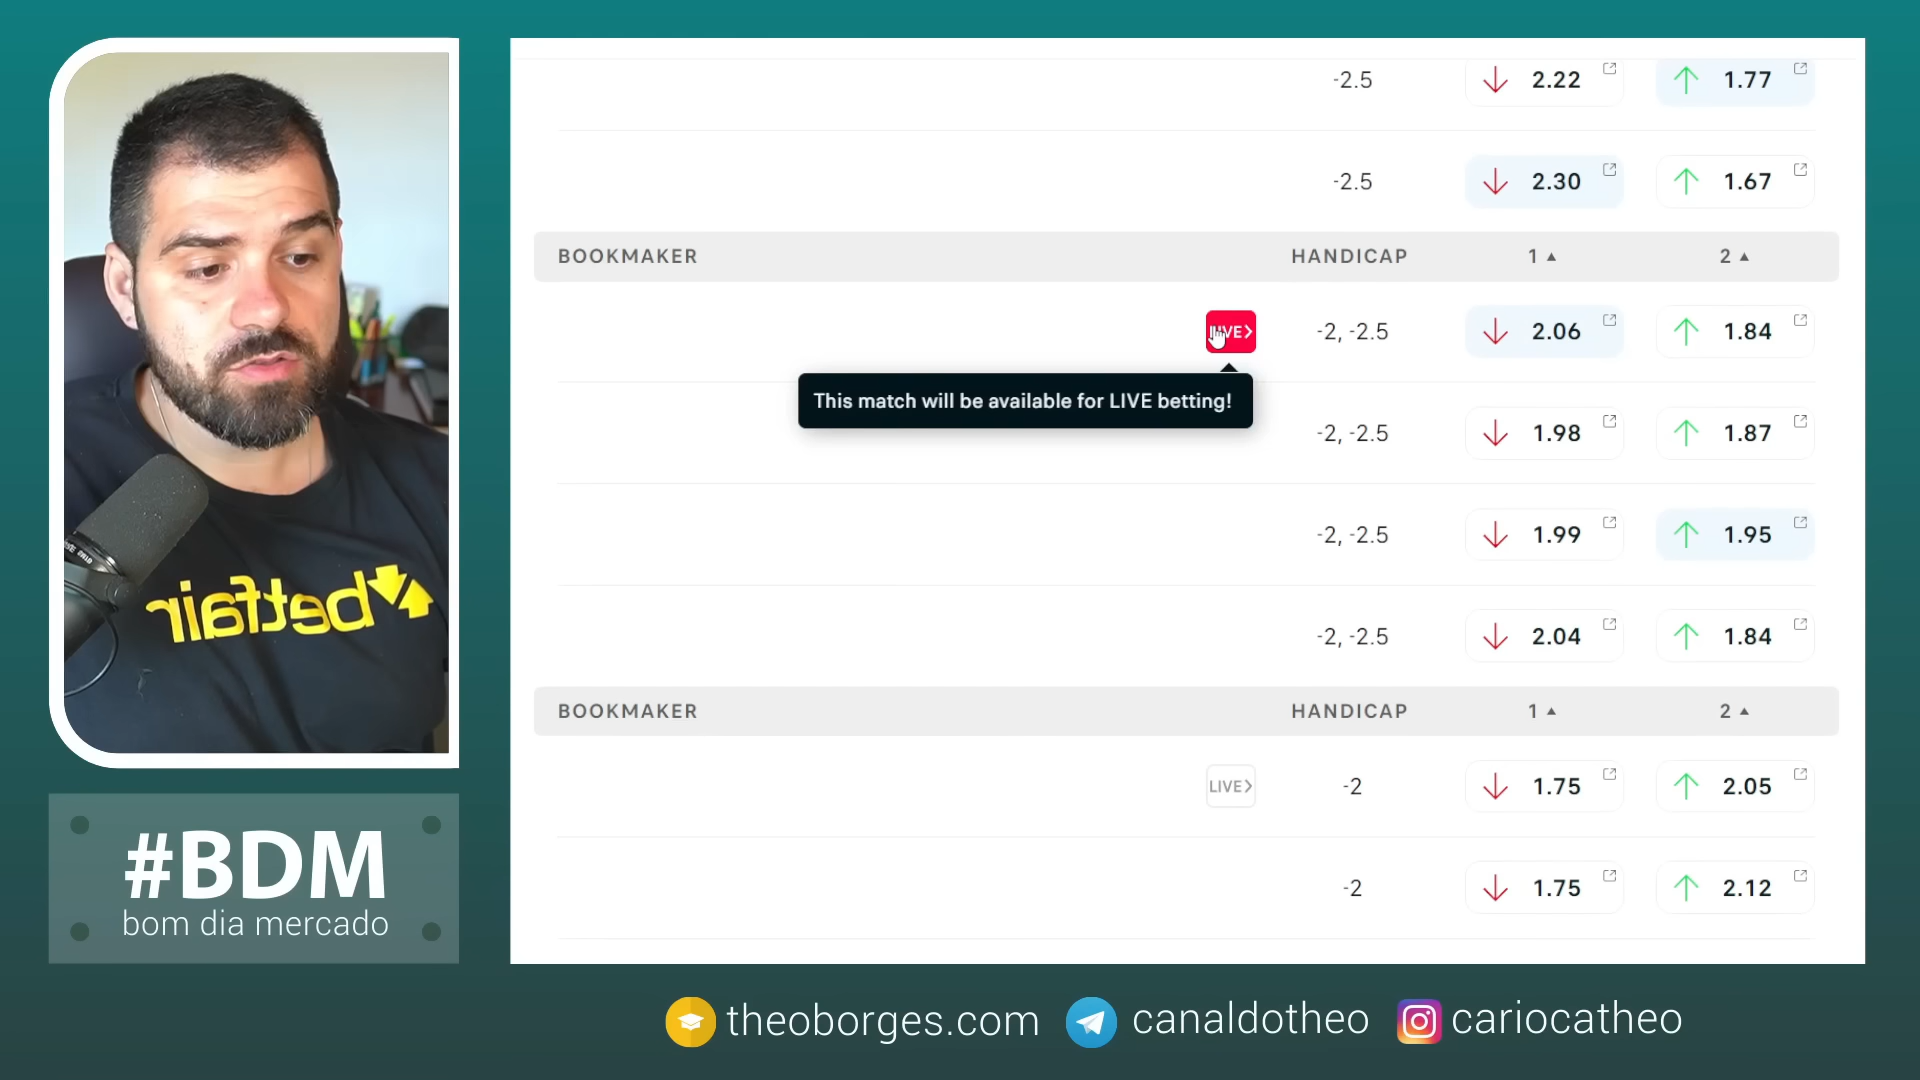 -2.5 2.22 1.77
-2.5 2.30 1.67
BOOKMAKER HANDICAP 1 ▲ 2 ▲
LIVE> -2, -2.5 2.06 1.84
This match will be available for LIVE betting!
-2, -2.5 1.98 1.87
-2, -2.5 1.99 1.95
-2, -2.5 2.04 1.84
BOOKMAKER HANDICAP 1 ▲ 2 ▲
LIVE> -2 1.75 2.05
-2 1.75 2.12
betfair
#BDM
bom dia mercado
theoborges.com canaldotheo cariocatheo